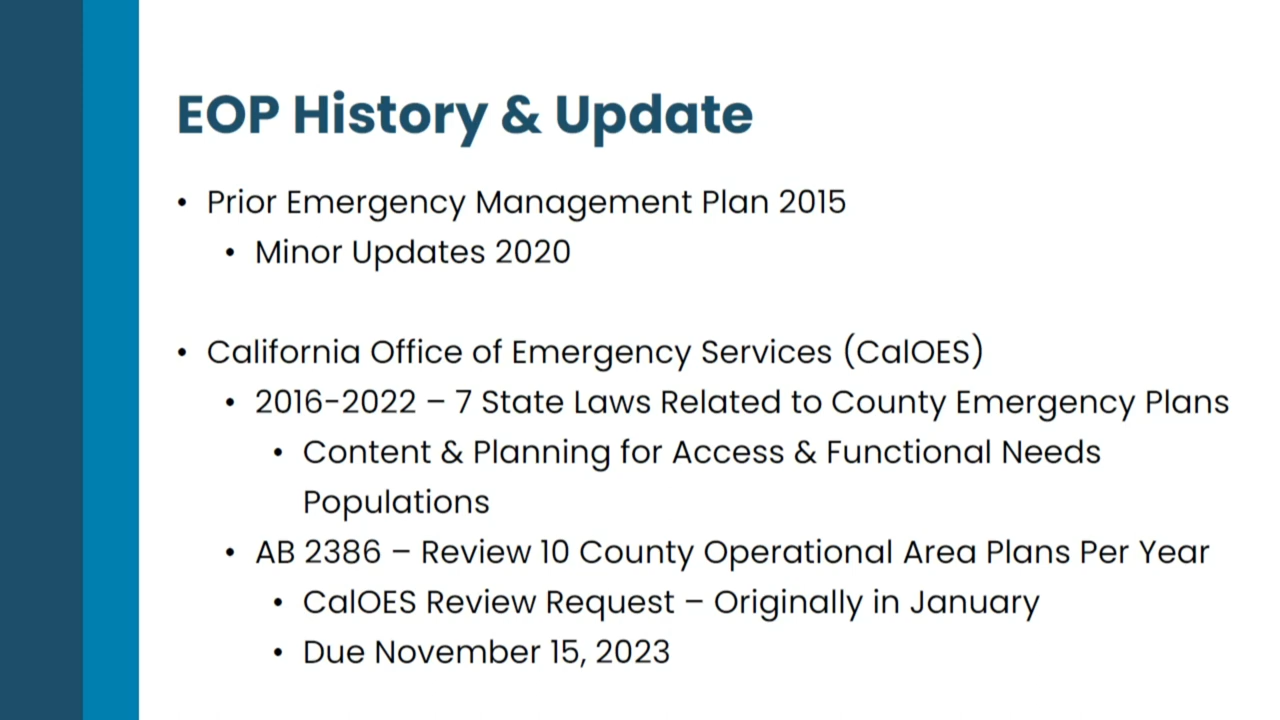 EOP History & Update
• Prior Emergency Management Plan 2015
• Minor Updates 2020
• California Office of Emergency Services (CalOES)
• 2016-2022 – 7 State Laws Related to County Emergency Plans
• Content & Planning for Access & Functional Needs
Populations
• AB 2386 – Review 10 County Operational Area Plans Per Year
• CalOES Review Request – Originally in January
• Due November 15, 2023